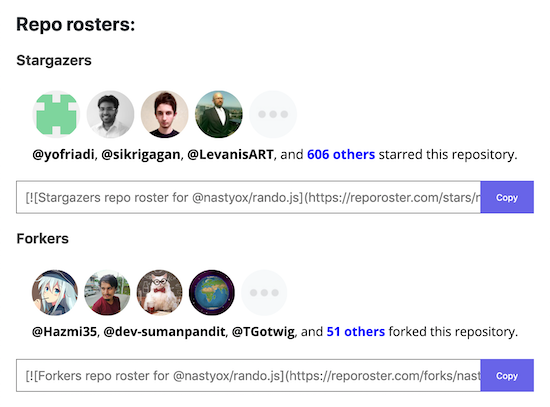 Repo rosters:
Stargazers
@yofriadi, @sikrigagan, @LevanisART, and 606 others starred this repository.
[![Stargazers repo roster for @nastyox/rando.js](https://reporoster.com/stars/n
Copy
Forkers
@Hazmi35, @dev-sumanpandit, @TGotwig, and 51 others forked this repository.
[![Forkers repo roster for @nastyox/rando.js](https://reporoster.com/forks/nast
Copy